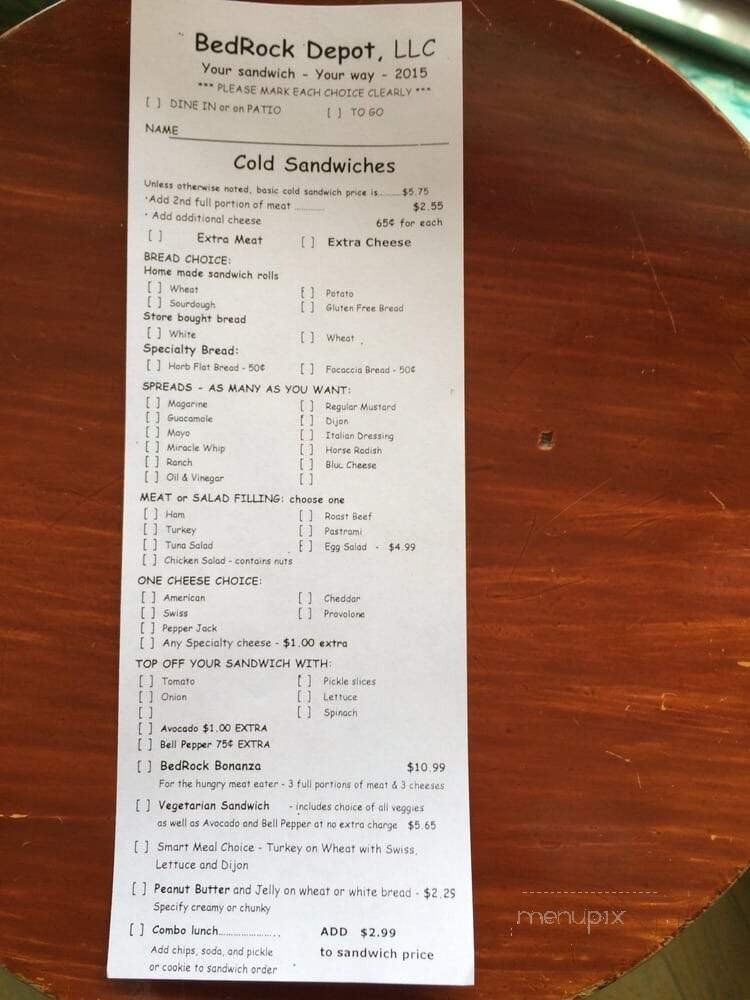 BedRock Depot, LLC
Your sandwich - Your way - 2015
*** PLEASE MARK EACH CHOICE CLEARLY ***
[ ] DINE IN or on PATIO [ ] TO GO
NAME
Cold Sandwiches
Unless otherwise noted, basic cold sandwich price is.........$5.75
·Add 2nd full portion of meat ............ $2.55
· Add additional cheese 65¢ for each
[ ] Extra Meat [ ] Extra Cheese
BREAD CHOICE:
Home made sandwich rolls
[ ] Wheat [ ] Potato
[ ] Sourdough [ ] Gluten Free Bread
Store bought bread
[ ] White [ ] Wheat
Specialty Bread:
[ ] Herb Flat Bread - 50¢ [ ] Focaccia Bread - 50¢
SPREADS - AS MANY AS YOU WANT:
[ ] Magarine [ ] Regular Mustard
[ ] Guacamole [ ] Dijon
[ ] Mayo [ ] Italian Dressing
[ ] Miracle Whip [ ] Horse Radish
[ ] Ranch [ ] Blue Cheese
[ ] Oil & Vinegar [ ]
MEAT or SALAD FILLING: choose one
[ ] Ham [ ] Roast Beef
[ ] Turkey [ ] Pastrami
[ ] Tuna Salad [ ] Egg Salad - $4.99
[ ] Chicken Salad - contains nuts
ONE CHEESE CHOICE:
[ ] American [ ] Cheddar
[ ] Swiss [ ] Provolone
[ ] Pepper Jack
[ ] Any Specialty cheese - $1.00 extra
TOP OFF YOUR SANDWICH WITH:
[ ] Tomato [ ] Pickle slices
[ ] Onion [ ] Lettuce
[ ] [ ] Spinach
[ ] Avocado $1.00 EXTRA
[ ] Bell Pepper 75¢ EXTRA
[ ] BedRock Bonanza $10.99
For the hungry meat eater - 3 full portions of meat & 3 cheeses
[ ] Vegetarian Sandwich - includes choice of all veggies
as well as Avocado and Bell Pepper at no extra charge $5.65
[ ] Smart Meal Choice - Turkey on Wheat with Swiss,
Lettuce and Dijon
[ ] Peanut Butter and Jelly on wheat or white bread - $2.25
Specify creamy or chunky
[ ] Combo lunch..................... ADD $2.99
Add chips, soda, and pickle to sandwich price
or cookie to sandwich order
menupix